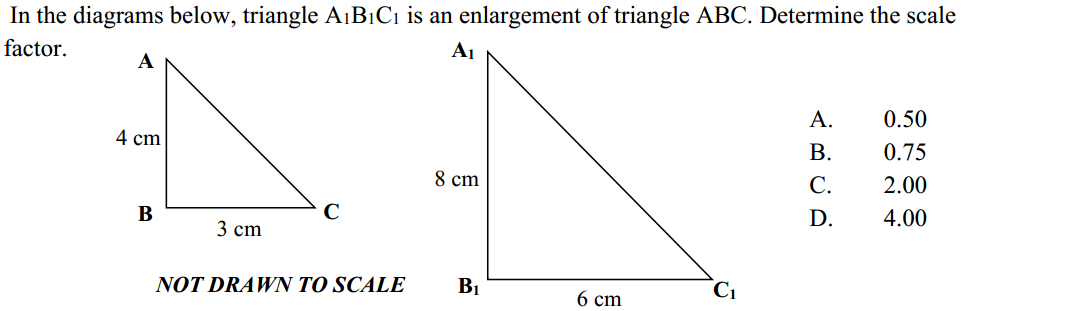 In the diagrams below, triangle A₁B₁C₁ is an enlargement of triangle ABC. Determine the scale
factor.
A
A₁
4 cm
8 cm
B
C
3 cm
A. 0.50
B. 0.75
C. 2.00
D. 4.00
NOT DRAWN TO SCALE
B₁
C₁
6 cm